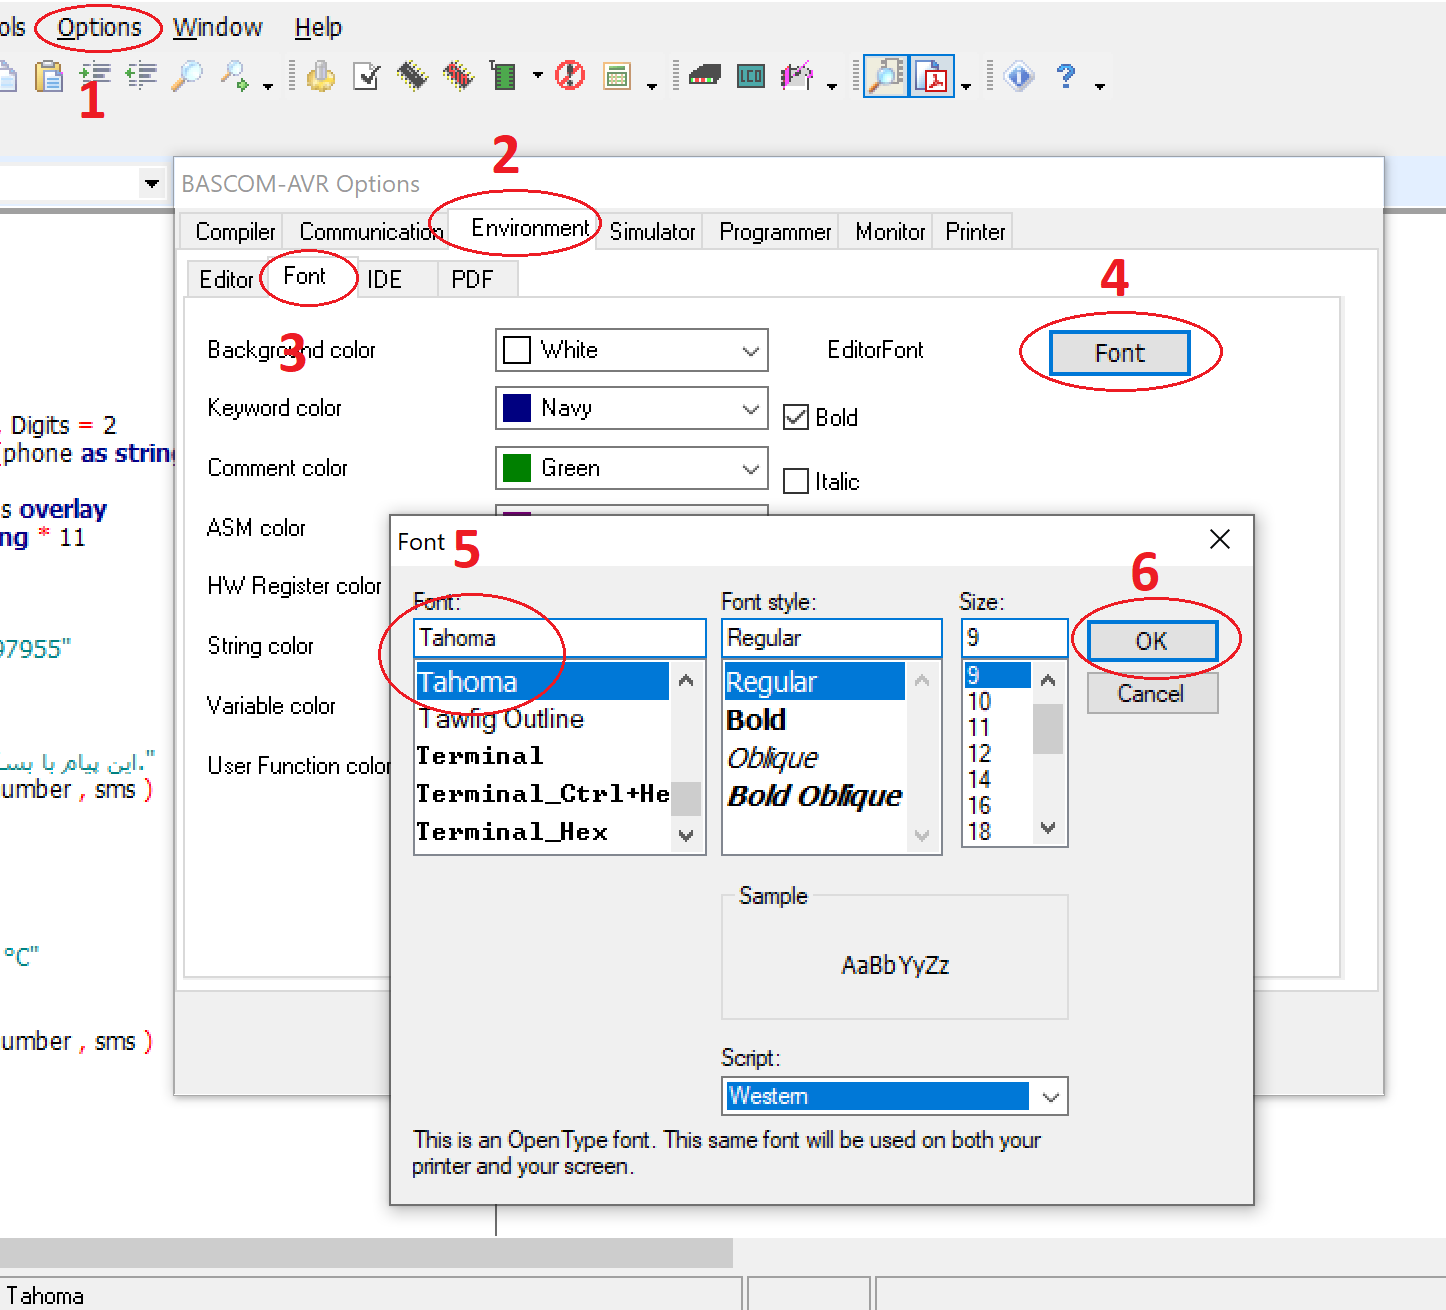 ols Options Window Help
1
LCD
2
BASCOM-AVR Options
Compiler Communication Environment Simulator Programmer Monitor Printer
Editor Font IDE PDF
3
4
Background color White EditorFont Font
Keyword color Navy Bold
Comment color Green Italic
ASM color
HW Register color
String color
Variable color
User Function color
Digits = 2
(phone as string
s overlay
ng * 11
97955"
این پیام با بس
."
umber , sms )
°C"
umber , sms )
Font 5
6
Font: Font style: Size:
Tahoma Regular 9 OK
Tahoma Regular 9 Cancel
Tawfig Outline Bold 10
Terminal Oblique 11
Terminal_Ctrl+He Bold Oblique 12
Terminal_Hex 14
16
18
Sample
AaBbYyZz
Script:
Western
This is an OpenType font. This same font will be used on both your
printer and your screen.
Tahoma